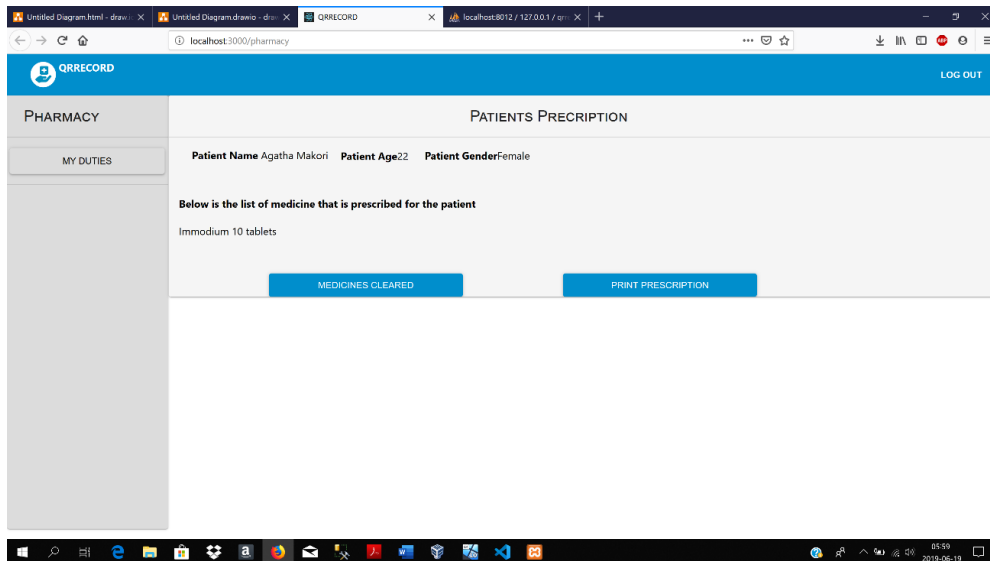 Untitled Diagram.html - draw.i
Untitled Diagram.drawio - draw
QRRECORD
localhost:8012 / 127.0.0.1 / qrre
localhost:3000/pharmacy
ABP
QRRECORD
LOG OUT
PHARMACY
PATIENTS PRECRIPTION
MY DUTIES
Patient Name Agatha Makori Patient Age22 Patient GenderFemale
Below is the list of medicine that is prescribed for the patient
Immodium 10 tablets
MEDICINES CLEARED
PRINT PRESCRIPTION
05:59
2019-06-19